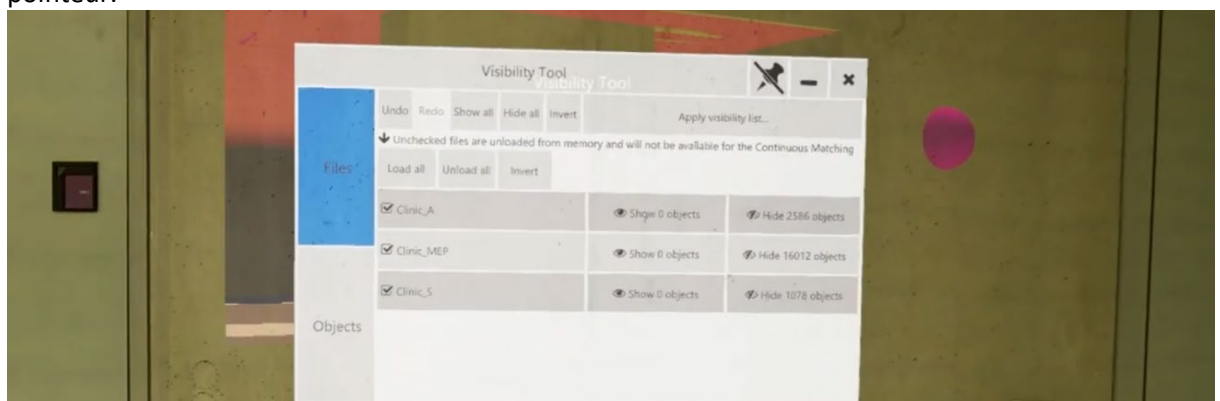 pointeur.
Visibility Tool
Visibility Tool
Undo Redo Show all Hide all Invert Apply visibility list...
Unchecked files are unloaded from memory and will not be available for the Continuous Matching
Files Load all Unload all Invert
Clinic_A Show 0 objects Hide 2586 objects
Clinic_MEP Show 0 objects Hide 16012 objects
Clinic_S Show 0 objects Hide 1078 objects
Objects